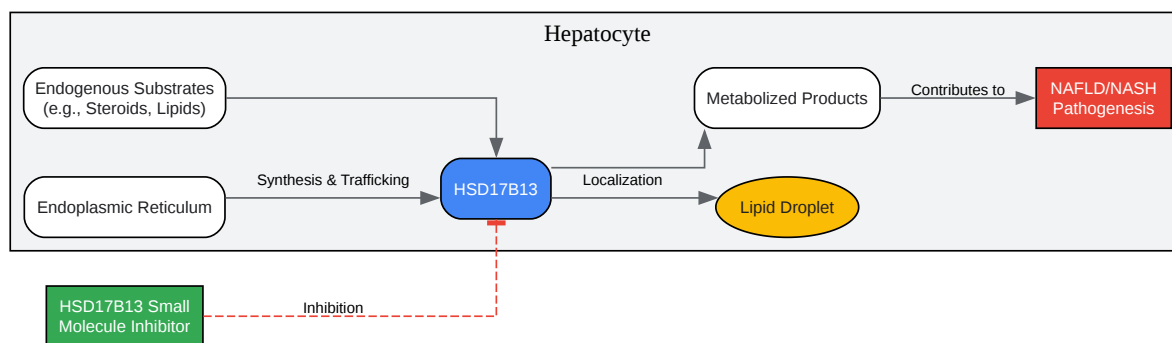 Hepatocyte
Endogenous Substrates
(e.g., Steroids, Lipids)
Metabolized Products
Contributes to
NAFLD/NASH
Pathogenesis
Endoplasmic Reticulum
Synthesis & Trafficking
HSD17B13
Localization
Lipid Droplet
HSD17B13 Small
Molecule Inhibitor
Inhibition